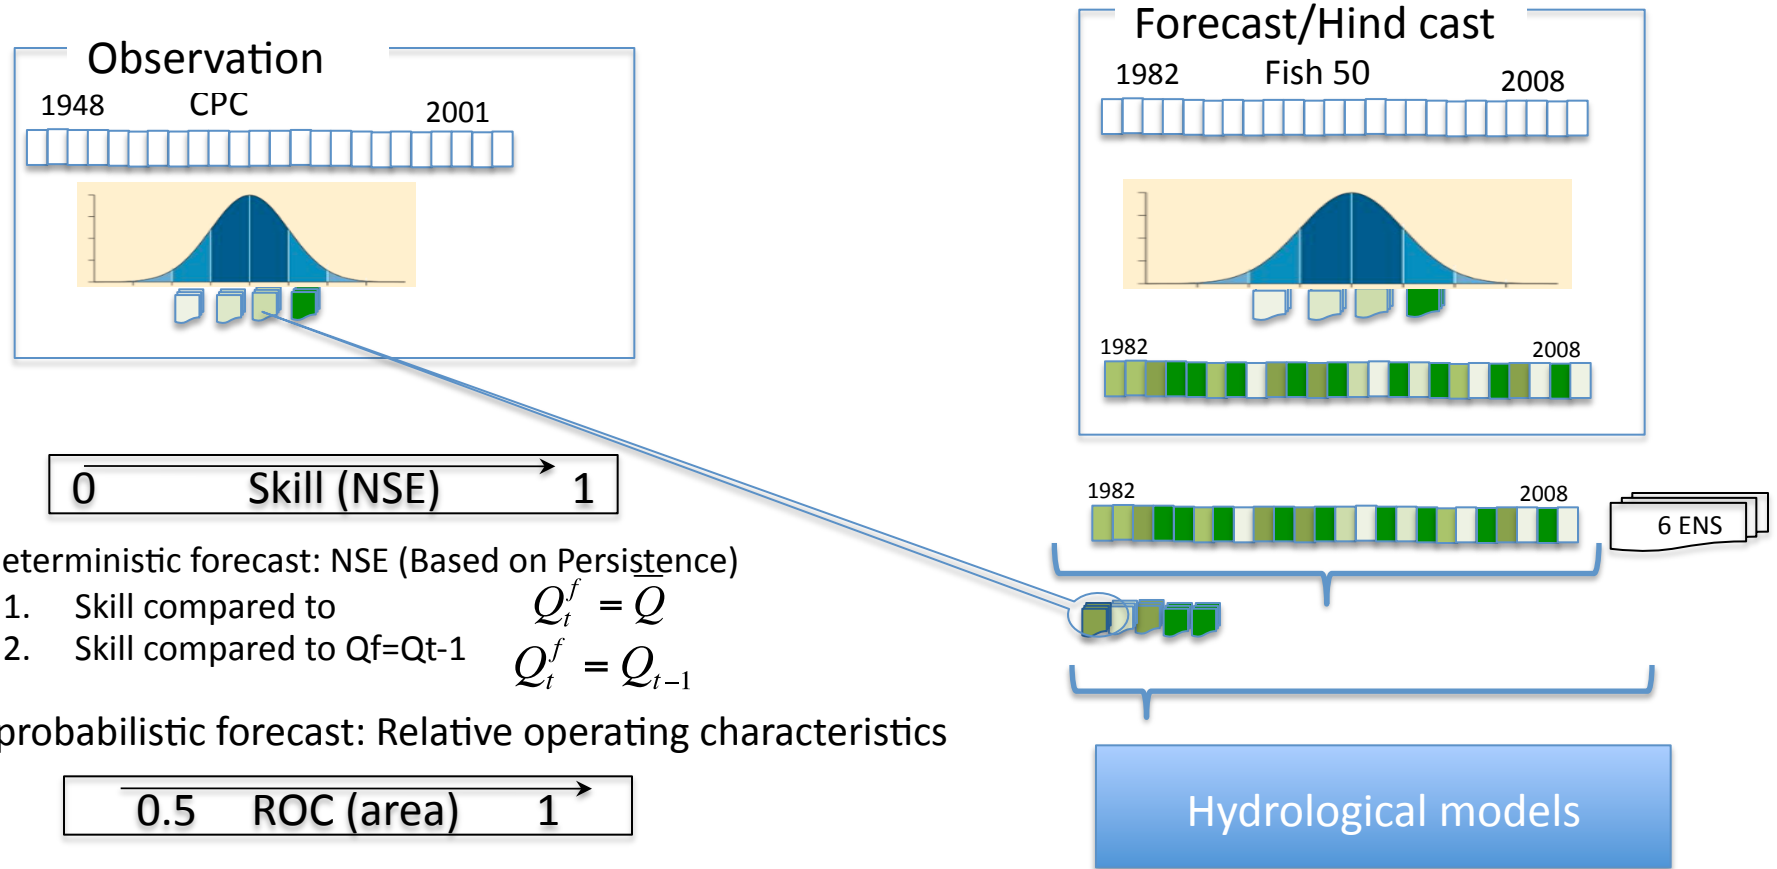 Observation
1948 CPC 2001
Forecast/Hind cast
1982 Fish 50 2008
1982 2008
1982 2008
6 ENS
0 Skill (NSE) 1
eterministic forecast: NSE (Based on Persistence)
1. Skill compared to Q_t^f = \overline{Q}
2. Skill compared to Qf=Qt-1 Q_t^f = Q_{t-1}
probabilistic forecast: Relative operating characteristics
0.5 ROC (area) 1
Hydrological models